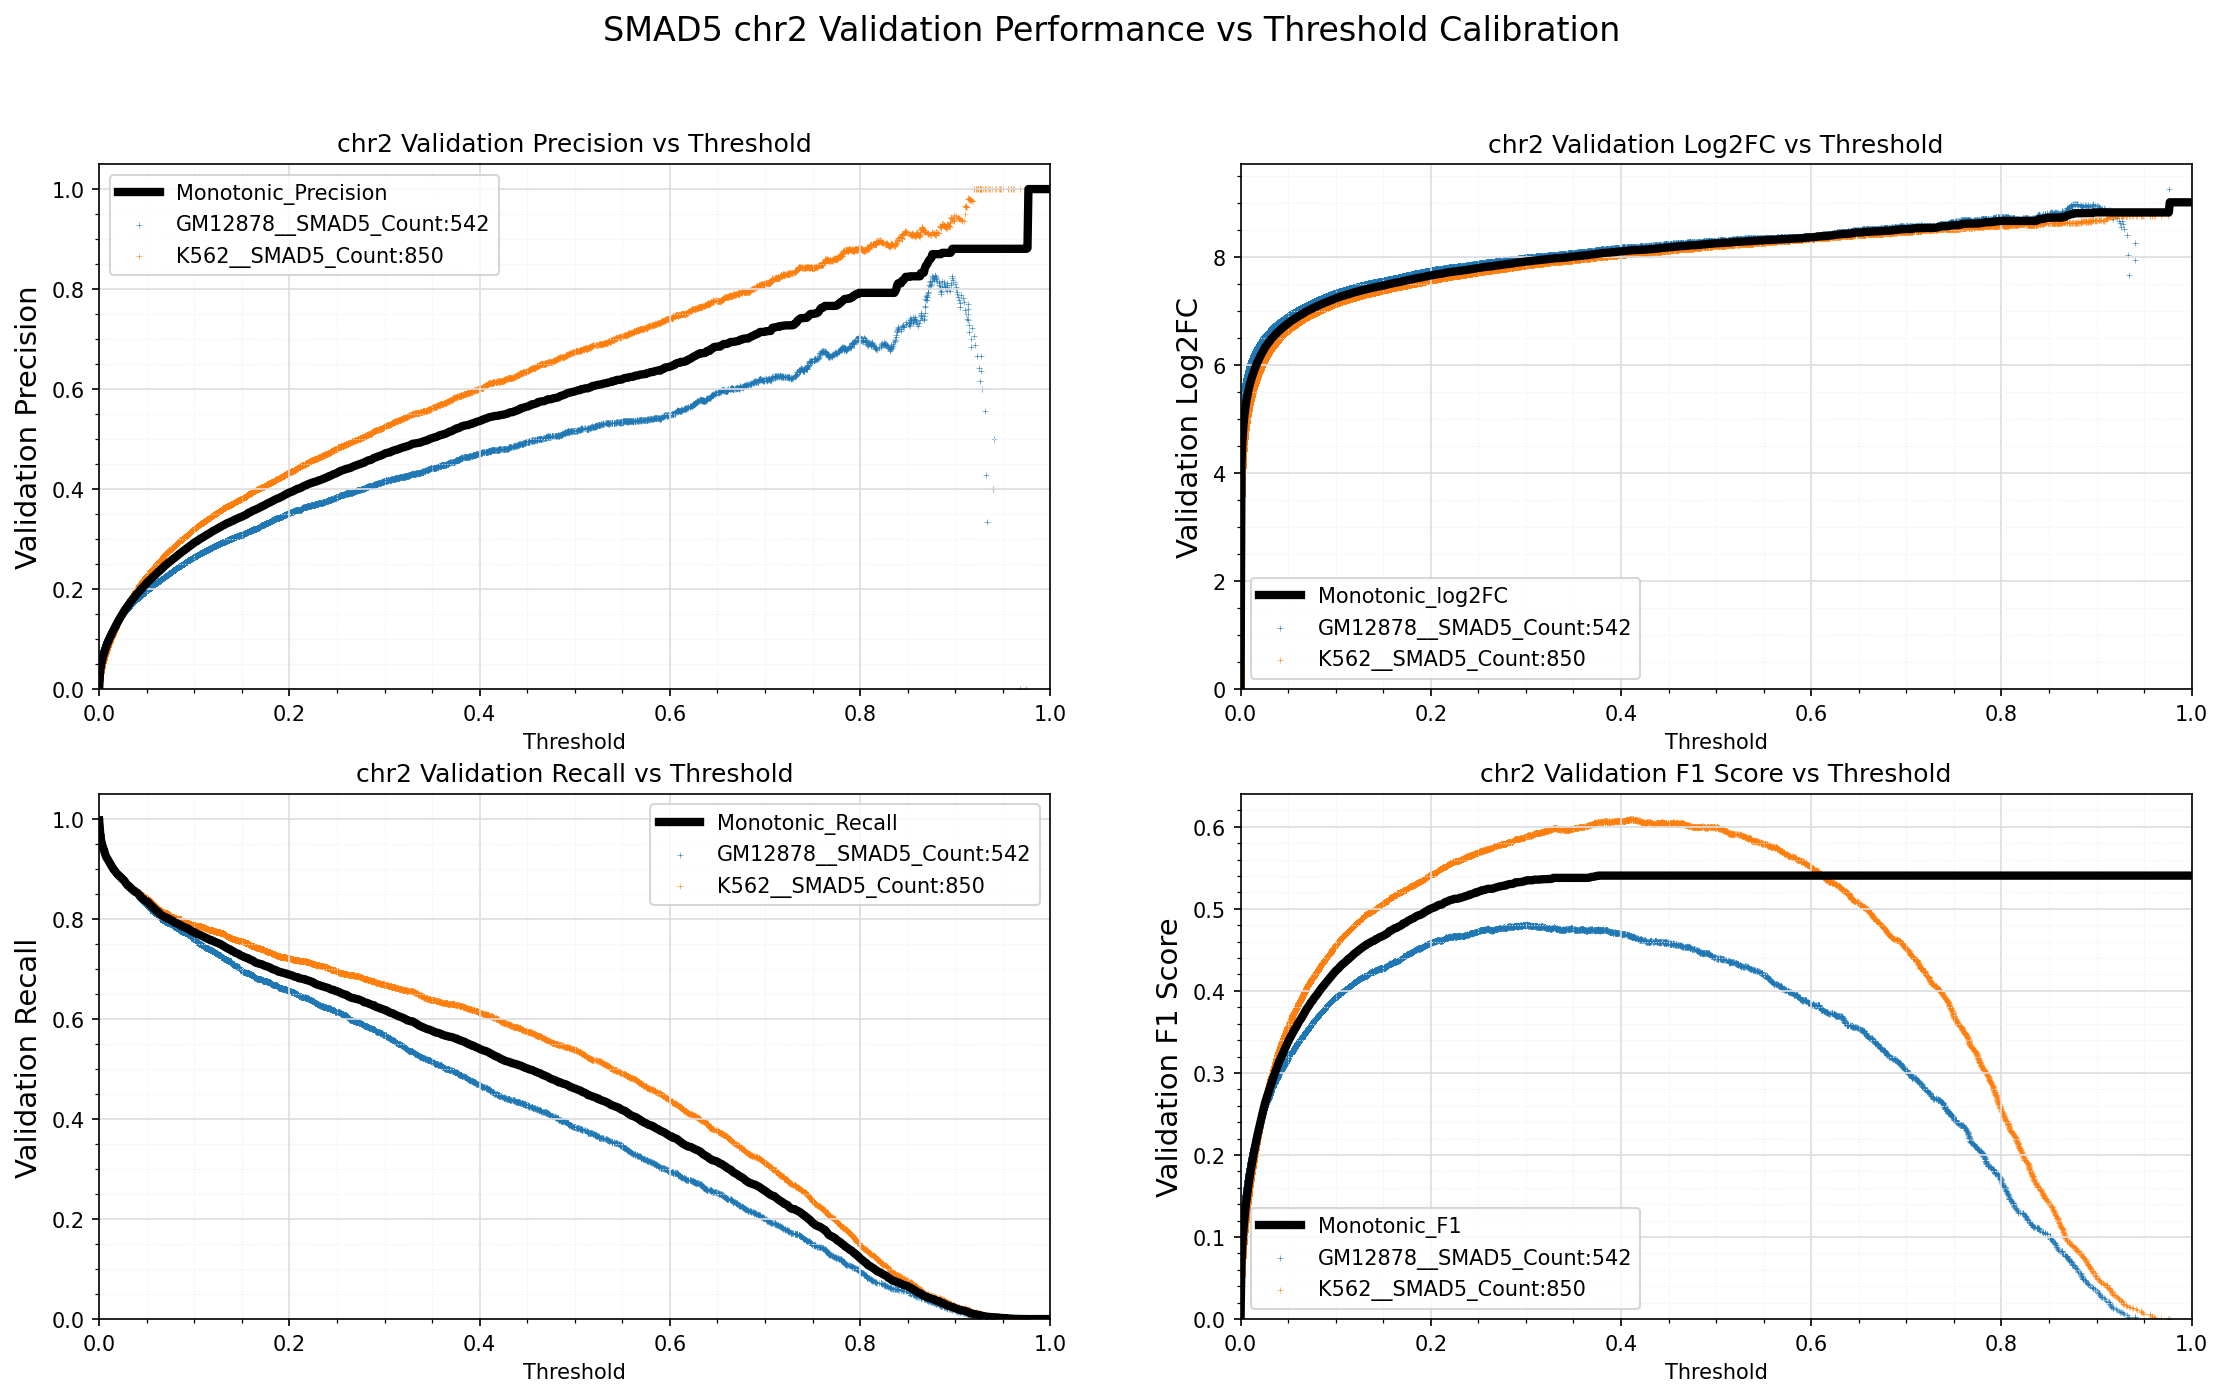 SMAD5 chr2 Validation Performance vs Threshold Calibration
chr2 Validation Precision vs Threshold
Validation Precision
1.0
0.8
0.6
0.4
0.2
0.0
Monotonic_Precision
GM12878__SMAD5_Count:542
K562__SMAD5_Count:850
0.0 0.2 0.4 0.6 0.8 1.0
Threshold
chr2 Validation Log2FC vs Threshold
Validation Log2FC
8
6
4
2
0
Monotonic_log2FC
GM12878__SMAD5_Count:542
K562__SMAD5_Count:850
0.0 0.2 0.4 0.6 0.8 1.0
Threshold
chr2 Validation Recall vs Threshold
Validation Recall
1.0
0.8
0.6
0.4
0.2
0.0
Monotonic_Recall
GM12878__SMAD5_Count:542
K562__SMAD5_Count:850
0.0 0.2 0.4 0.6 0.8 1.0
Threshold
chr2 Validation F1 Score vs Threshold
Validation F1 Score
0.6
0.5
0.4
0.3
0.2
0.1
0.0
Monotonic_F1
GM12878__SMAD5_Count:542
K562__SMAD5_Count:850
0.0 0.2 0.4 0.6 0.8 1.0
Threshold